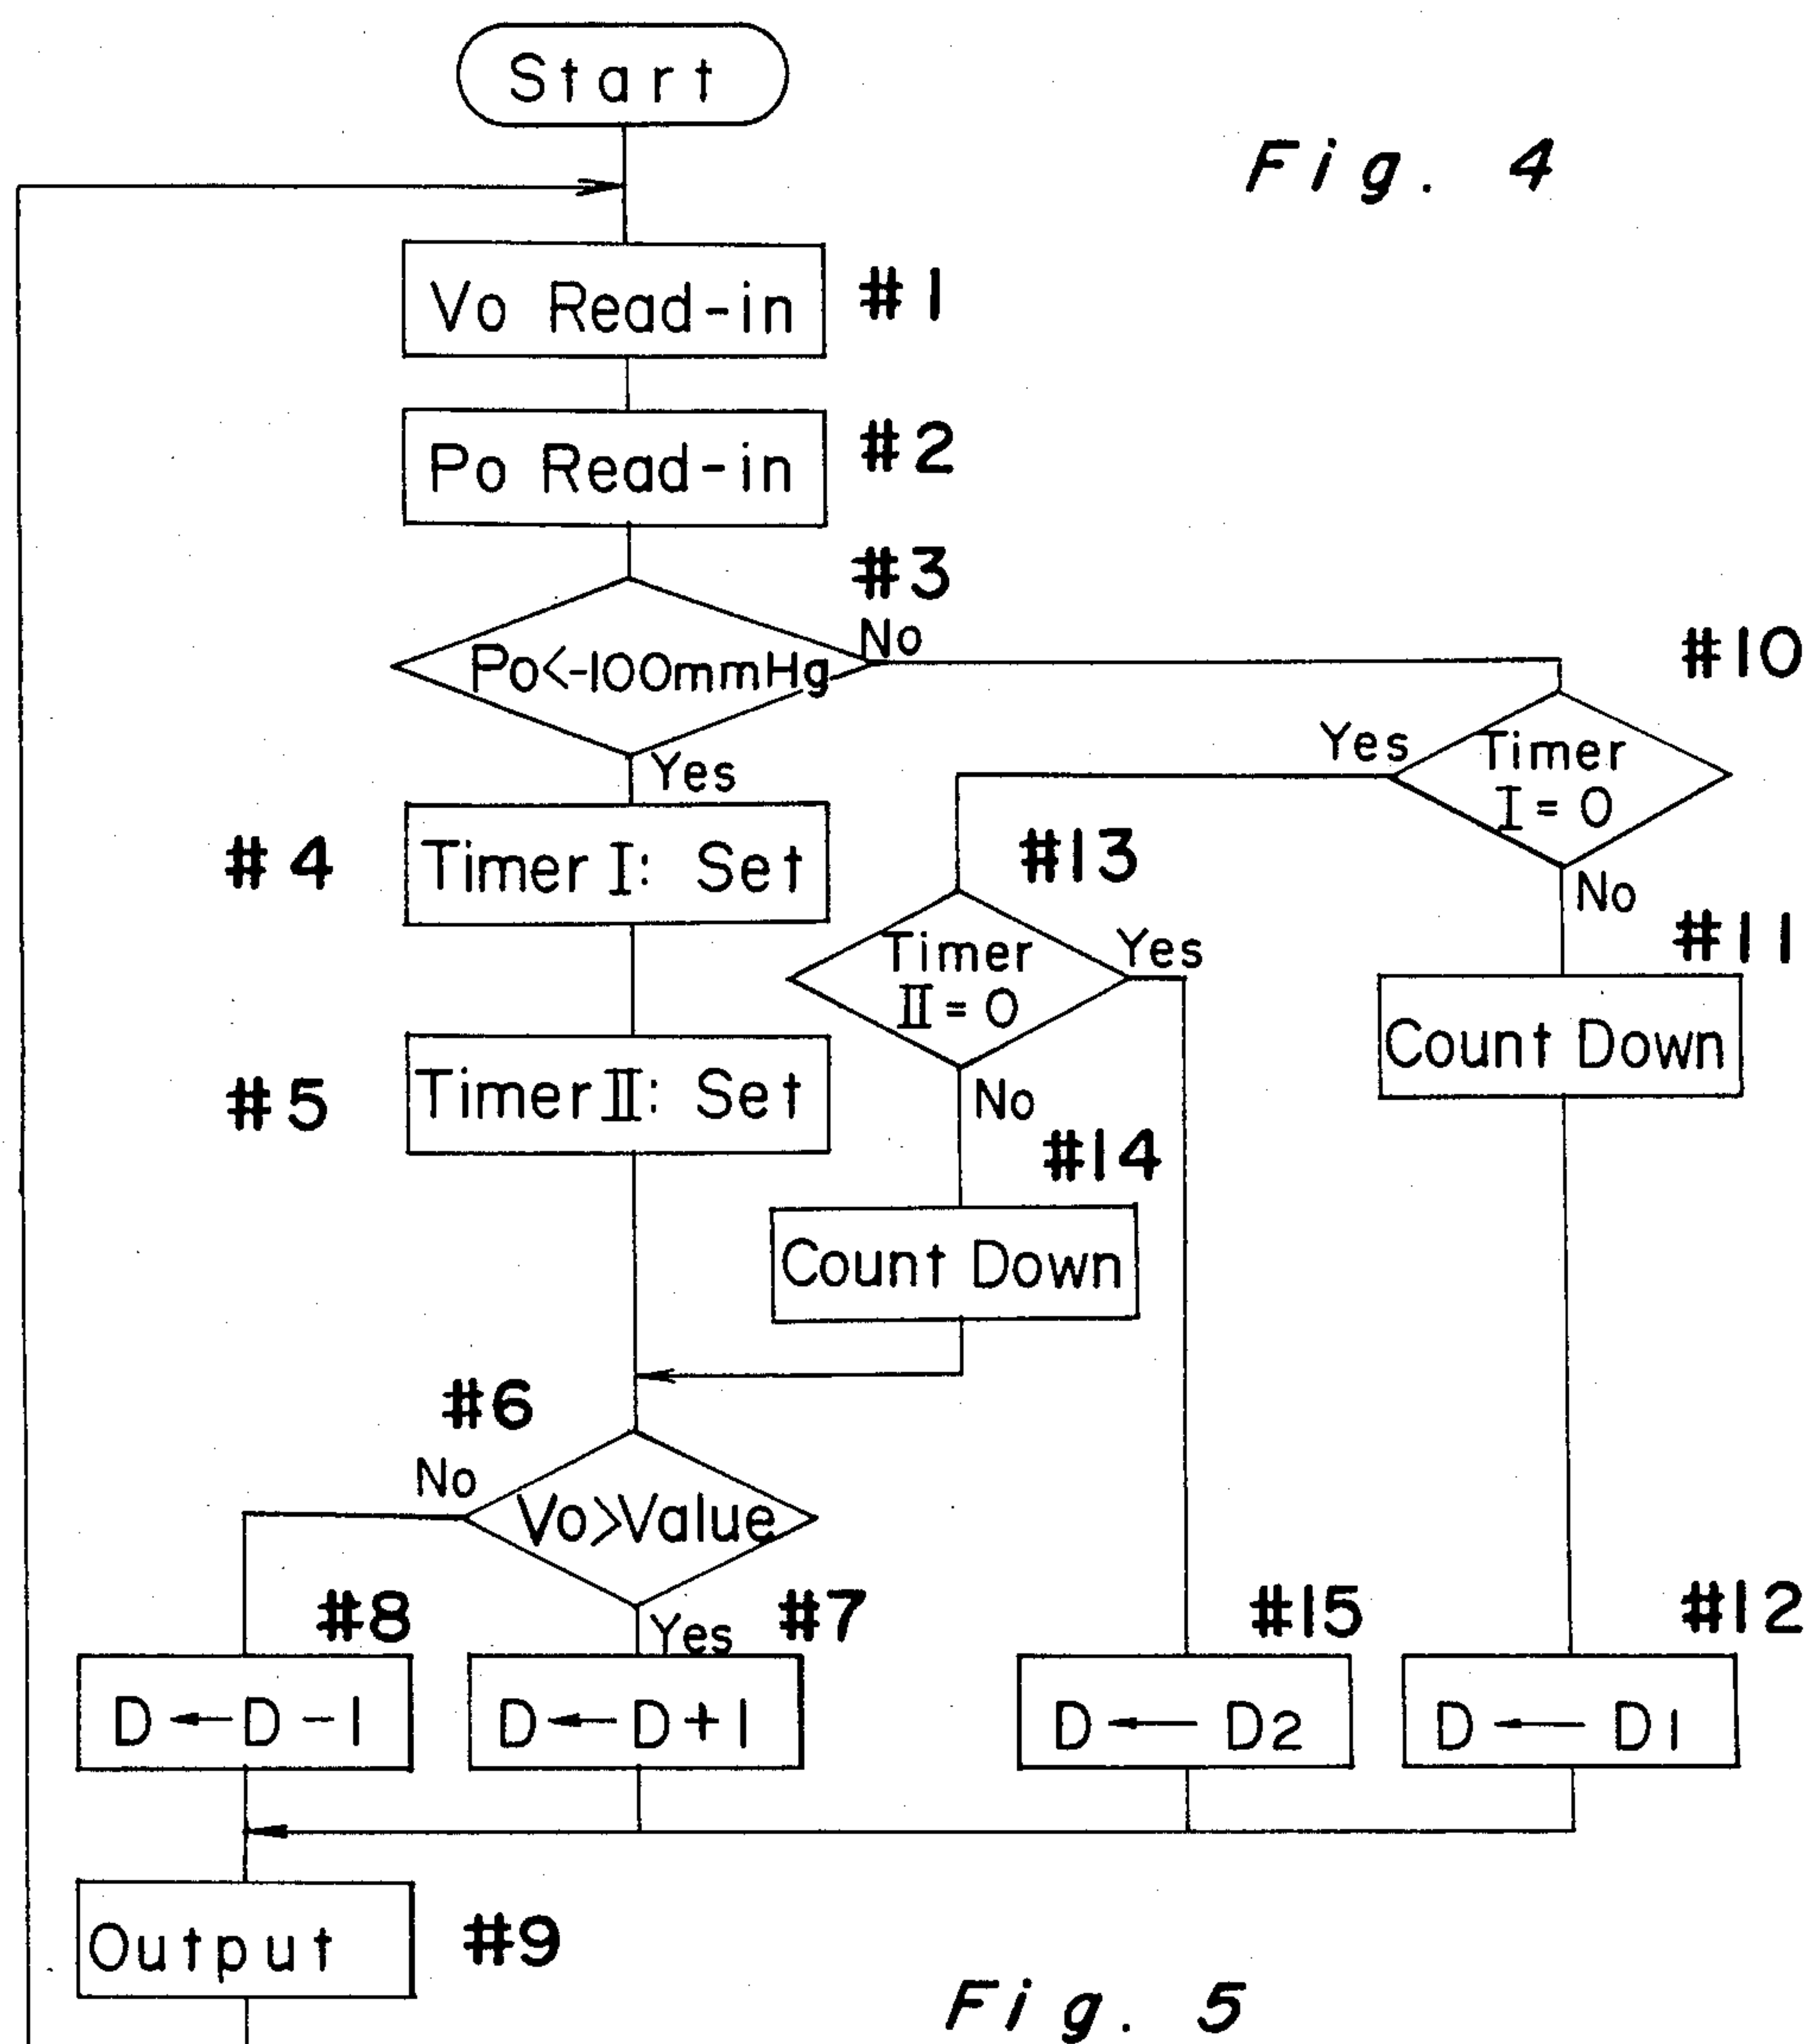 Start
Fig. 4
Vo Read-in #1
Po Read-in #2
#3
Po<-100mmHg
No
Yes
#10
Timer
I = 0
Yes
No
#4
Timer I: Set
#13
Timer
II = 0
Yes
No
#11
Count Down
#5
Timer II: Set
#14
Count Down
#6
Vo>Value
No
Yes
#8
#7
#15
#12
D ← D-1
D ← D+1
D ← D2
D ← D1
Output #9
Fig. 5